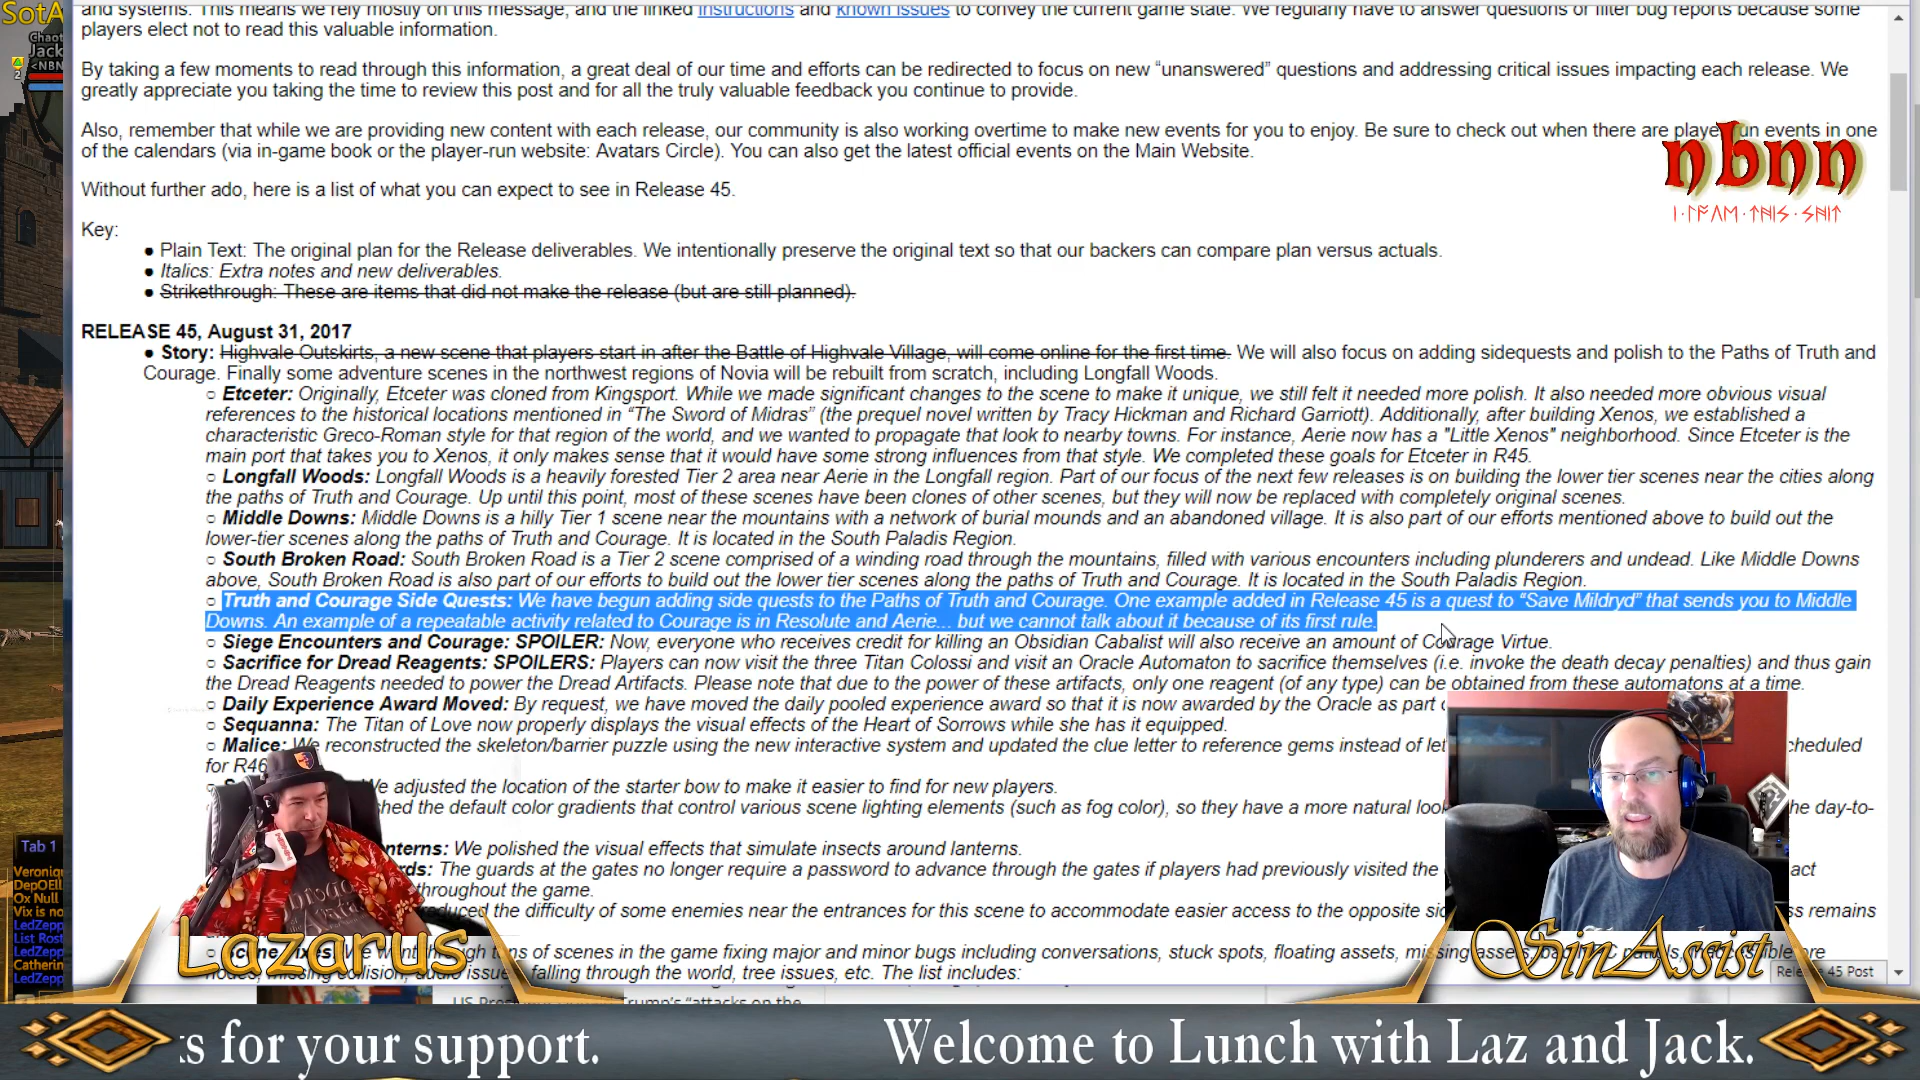 SotA
and systems. This means we rely mostly on this message, and the linked instructions and known issues to convey the current game state. We regularly have to answer questions or filter bug reports because some
players elect not to read this valuable information.
Chaot
Jack
<NBN
2
By taking a few moments to read through this information, a great deal of our time and efforts can be redirected to focus on new “unanswered” questions and addressing critical issues impacting each release. We
greatly appreciate you taking the time to review this post and for all the truly valuable feedback you continue to provide.
Also, remember that while we are providing new content with each release, our community is also working overtime to make new events for you to enjoy. Be sure to check out when there are player run events in one
of the calendars (via in-game book or the player-run website: Avatars Circle). You can also get the latest official events on the Main Website.
nbnn
ᛁ·ᛚᚩᚠᛖ·ᚦᛁᛋ·ᛋᚻᛁᛏ
Without further ado, here is a list of what you can expect to see in Release 45.
Key:
● Plain Text: The original plan for the Release deliverables. We intentionally preserve the original text so that our backers can compare plan versus actuals.
● Italics: Extra notes and new deliverables.
● Strikethrough: These are items that did not make the release (but are still planned).
RELEASE 45, August 31, 2017
● Story: Highvale Outskirts, a new scene that players start in after the Battle of Highvale Village, will come online for the first time. We will also focus on adding sidequests and polish to the Paths of Truth and
Courage. Finally some adventure scenes in the northwest regions of Novia will be rebuilt from scratch, including Longfall Woods.
○ Etceter: Originally, Etceter was cloned from Kingsport. While we made significant changes to the scene to make it unique, we still felt it needed more polish. It also needed more obvious visual
references to the historical locations mentioned in “The Sword of Midras” (the prequel novel written by Tracy Hickman and Richard Garriott). Additionally, after building Xenos, we established a
characteristic Greco-Roman style for that region of the world, and we wanted to propagate that look to nearby towns. For instance, Aerie now has a "Little Xenos" neighborhood. Since Etceter is the
main port that takes you to Xenos, it only makes sense that it would have some strong influences from that style. We completed these goals for Etceter in R45.
○ Longfall Woods: Longfall Woods is a heavily forested Tier 2 area near Aerie in the Longfall region. Part of our focus of the next few releases is on building the lower tier scenes near the cities along
the paths of Truth and Courage. Up until this point, most of these scenes have been clones of other scenes, but they will now be replaced with completely original scenes.
○ Middle Downs: Middle Downs is a hilly Tier 1 scene near the mountains with a network of burial mounds and an abandoned village. It is also part of our efforts mentioned above to build out the
lower-tier scenes along the paths of Truth and Courage. It is located in the South Paladis Region.
○ South Broken Road: South Broken Road is a Tier 2 scene comprised of a winding road through the mountains, filled with various encounters including plunderers and undead. Like Middle Downs
above, South Broken Road is also part of our efforts to build out the lower tier scenes along the paths of Truth and Courage. It is located in the South Paladis Region.
○ Truth and Courage Side Quests: We have begun adding side quests to the Paths of Truth and Courage. One example added in Release 45 is a quest to “Save Mildryd” that sends you to Middle
Downs. An example of a repeatable activity related to Courage is in Resolute and Aerie... but we cannot talk about it because of its first rule.
○ Siege Encounters and Courage: SPOILER: Now, everyone who receives credit for killing an Obsidian Cabalist will also receive an amount of Courage Virtue.
○ Sacrifice for Dread Reagents: SPOILERS: Players can now visit the three Titan Colossi and visit an Oracle Automaton to sacrifice themselves (i.e. invoke the death decay penalties) and thus gain
the Dread Reagents needed to power the Dread Artifacts. Please note that due to the power of these artifacts, only one reagent (of any type) can be obtained from these automatons at a time.
○ Daily Experience Award Moved: By request, we have moved the daily pooled experience award so that it is now awarded by the Oracle as part
○ Sequanna: The Titan of Love now properly displays the visual effects of the Heart of Sorrows while she has it equipped.
○ Malice: We reconstructed the skeleton/barrier puzzle using the new interactive system and updated the clue letter to reference gems instead of let cheduled
for R46
We adjusted the location of the starter bow to make it easier to find for new players.
shed the default color gradients that control various scene lighting elements (such as fog color), so they have a more natural look he day-to-
nterns: We polished the visual effects that simulate insects around lanterns.
rds: The guards at the gates no longer require a password to advance through the gates if players had previously visited the act
throughout the game.
educed the difficulty of some enemies near the entrances for this scene to accommodate easier access to the opposite sid ss remains
○ Scene Fixes: We went through tons of scenes in the game fixing major and minor bugs including conversations, stuck spots, floating assets, missing assets,
falling through the world, tree issues, etc. The list includes:
Tab 1
Veroniqu
DepOEll
Ox Null
Vix is no
LedZepp
List Rost
LedZepp
Catherin
LedZepp
Lazarus
SinAssist
Release 45 Post
Trump's “attacks on the
ks for your support.
Welcome to Lunch with Laz and Jack.